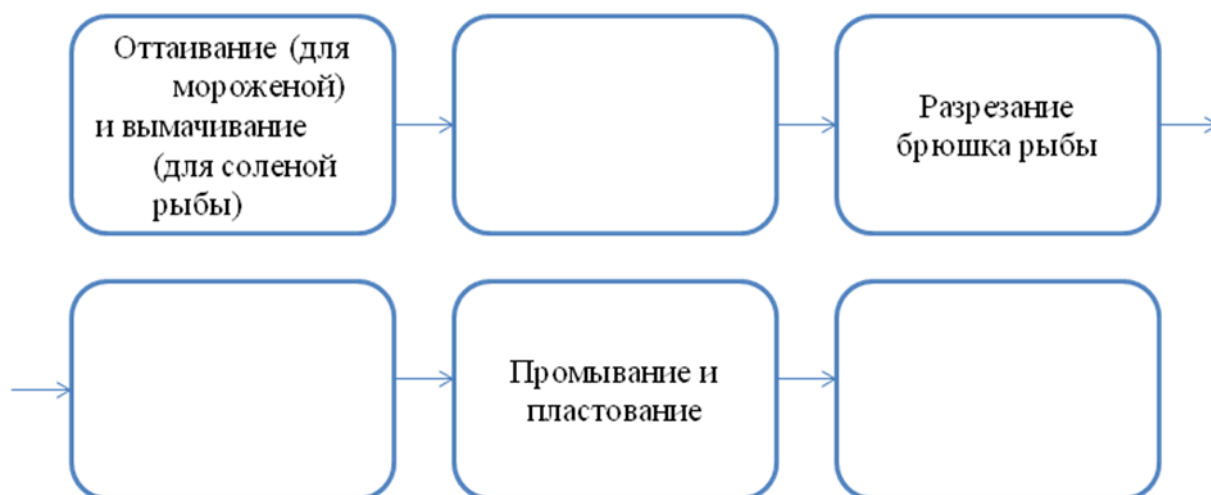 Оттаивание (для
мороженой)
и вымачивание
(для соленой
рыбы)
Разрезание
брюшка рыбы
Промывание и
пластование